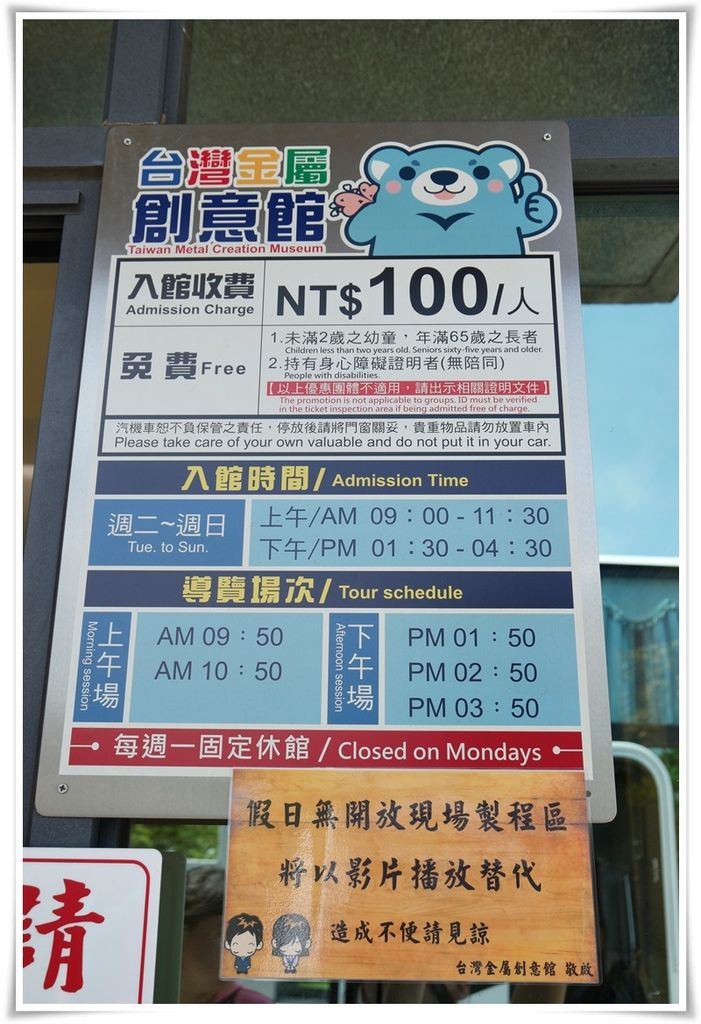 台灣金屬
創意館
Taiwan Metal Creation Museum
入館收費
Admission Charge
NT$100/人
免費Free
1.未滿2歲之幼童，年滿65歲之長者
Children less than two years old. Seniors sixty-five years and older.
2.持有身心障礙證明者(無陪同)
People with disabilities.
【以上優惠團體不適用，請出示相關證明文件】
The promotion is not applicable to groups. ID must be verified
in the ticket inspection area if being admitted free of charge.
汽機車恕不負保管之責任，停放後請將門窗關妥，貴重物品請勿放置車內
Please take care of your own valuable and do not put it in your car.
入館時間/ Admission Time
週二~週日
Tue. to Sun.
上午/AM 09：00 - 11：30
下午/PM 01：30 - 04：30
導覽場次/ Tour schedule
上午場
Morning session
AM 09：50
AM 10：50
下午場
Afternoon session
PM 01：50
PM 02：50
PM 03：50
每週一固定休館 / Closed on Mondays
假日無開放現場製程區
將以影片播放替代
造成不便請見諒
台灣金屬創意館 敬啟
請